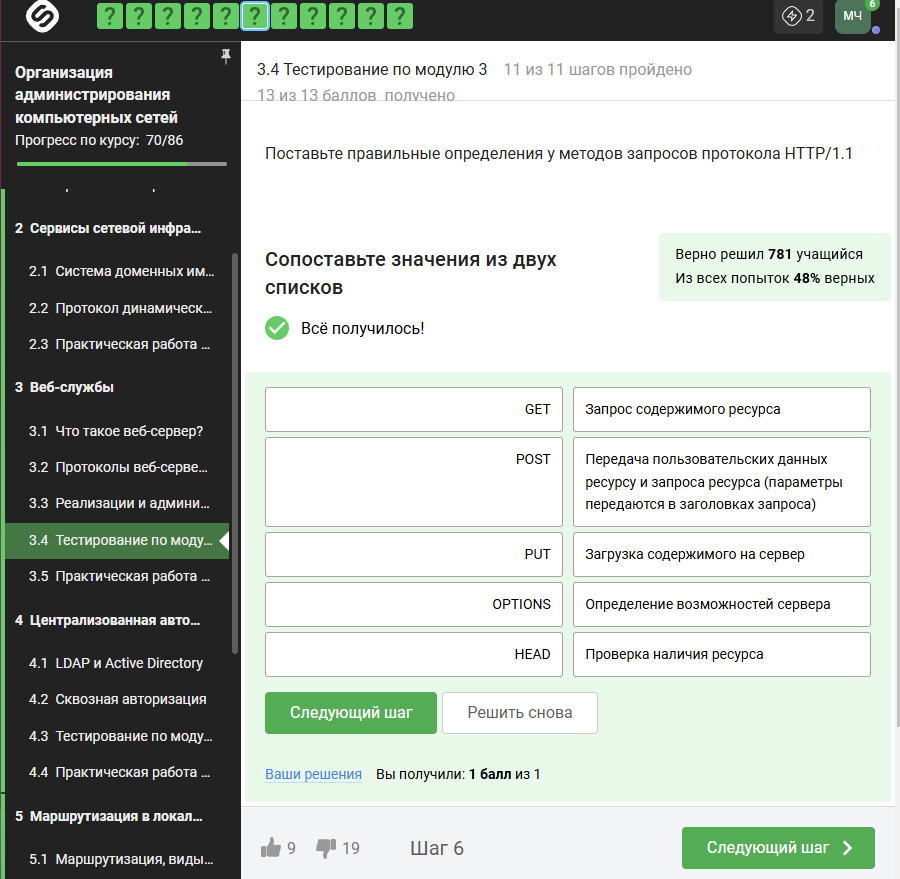 ? ? ? ? ? ? ? ? ? ? ?
2
МЧ
6
Организация
администрирования
компьютерных сетей
Прогресс по курсу: 70/86
2 Сервисы сетевой инфра...
2.1 Система доменных им...
2.2 Протокол динамическ...
2.3 Практическая работа ...
3 Веб-службы
3.1 Что такое веб-сервер?
3.2 Протоколы веб-серве...
3.3 Реализации и админи...
3.4 Тестирование по моду...
3.5 Практическая работа ...
4 Централизованная авто...
4.1 LDAP и Active Directory
4.2 Сквозная авторизация
4.3 Тестирование по моду...
4.4 Практическая работа ...
5 Маршрутизация в локал...
5.1 Маршрутизация, виды...
3.4 Тестирование по модулю 3 11 из 11 шагов пройдено
13 из 13 баллов получено
Поставьте правильные определения у методов запросов протокола HTTP/1.1
Сопоставьте значения из двух
списков
Верно решил 781 учащийся
Из всех попыток 48% верных
Всё получилось!
GET Запрос содержимого ресурса
POST Передача пользовательских данных
ресурсу и запроса ресурса (параметры
передаются в заголовках запроса)
PUT Загрузка содержимого на сервер
OPTIONS Определение возможностей сервера
HEAD Проверка наличия ресурса
Следующий шаг Решить снова
Ваши решения Вы получили: 1 балл из 1
9 19 Шаг 6 Следующий шаг